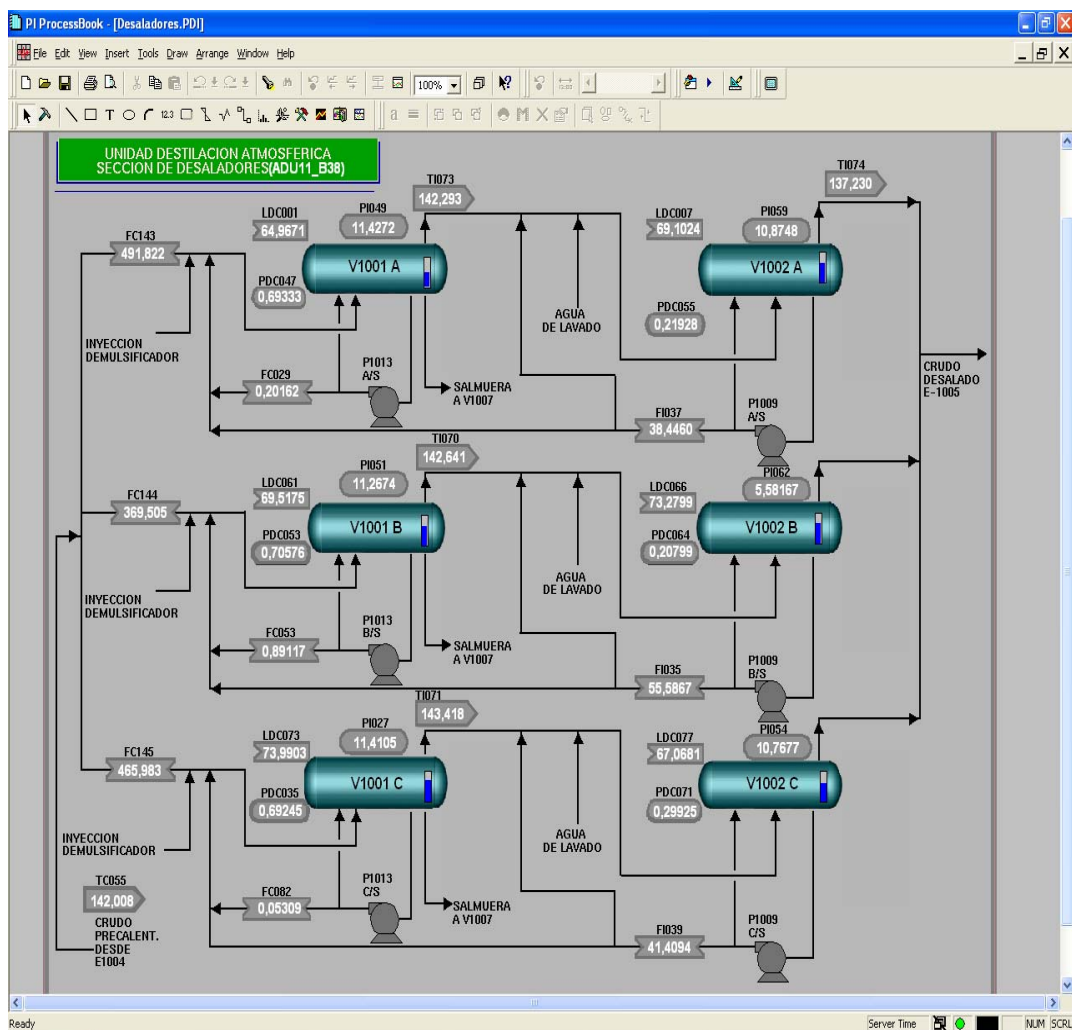 PI ProcessBook - [Desaladores.PDI]
File Edit View Insert Tools Draw Arrange Window Help
100%
T 12.3
a M
UNIDAD DESTILACION ATMOSFERICA
SECCION DE DESALADORES(ADU11_B38)
TI073
142,293
TI074
137,230
LDC001
64,9671
PI049
11,4272
LDC007
69,1024
PI059
10,8748
FC143
491,822
V1001 A
V1002 A
PDC047
0,69333
PDC055
0,21928
INYECCION
DEMULSIFICADOR
AGUA
DE LAVADO
FC029
0,20162
P1013
A/S
SALMUERA
A V1007
CRUDO
DESALADO
E-1005
FI037
38,4460
P1009
A/S
TI070
142,641
LDC061
69,5175
PI051
11,2674
LDC066
73,2799
PI062
5,58167
FC144
369,505
V1001 B
V1002 B
PDC053
0,70576
PDC064
0,20799
INYECCION
DEMULSIFICADOR
AGUA
DE LAVADO
FC053
0,89117
P1013
B/S
SALMUERA
A V1007
FI035
55,5867
P1009
B/S
TI071
143,418
LDC073
73,9903
PI027
11,4105
LDC077
67,0681
PI054
10,7677
FC145
465,983
V1001 C
V1002 C
PDC035
0,69245
PDC071
0,29925
INYECCION
DEMULSIFICADOR
AGUA
DE LAVADO
TC055
142,008
FC082
0,05309
P1013
C/S
SALMUERA
A V1007
CRUDO
PRECALENT.
DESDE
E1004
FI039
41,4094
P1009
C/S
Ready
Server Time
NUM
SCRL